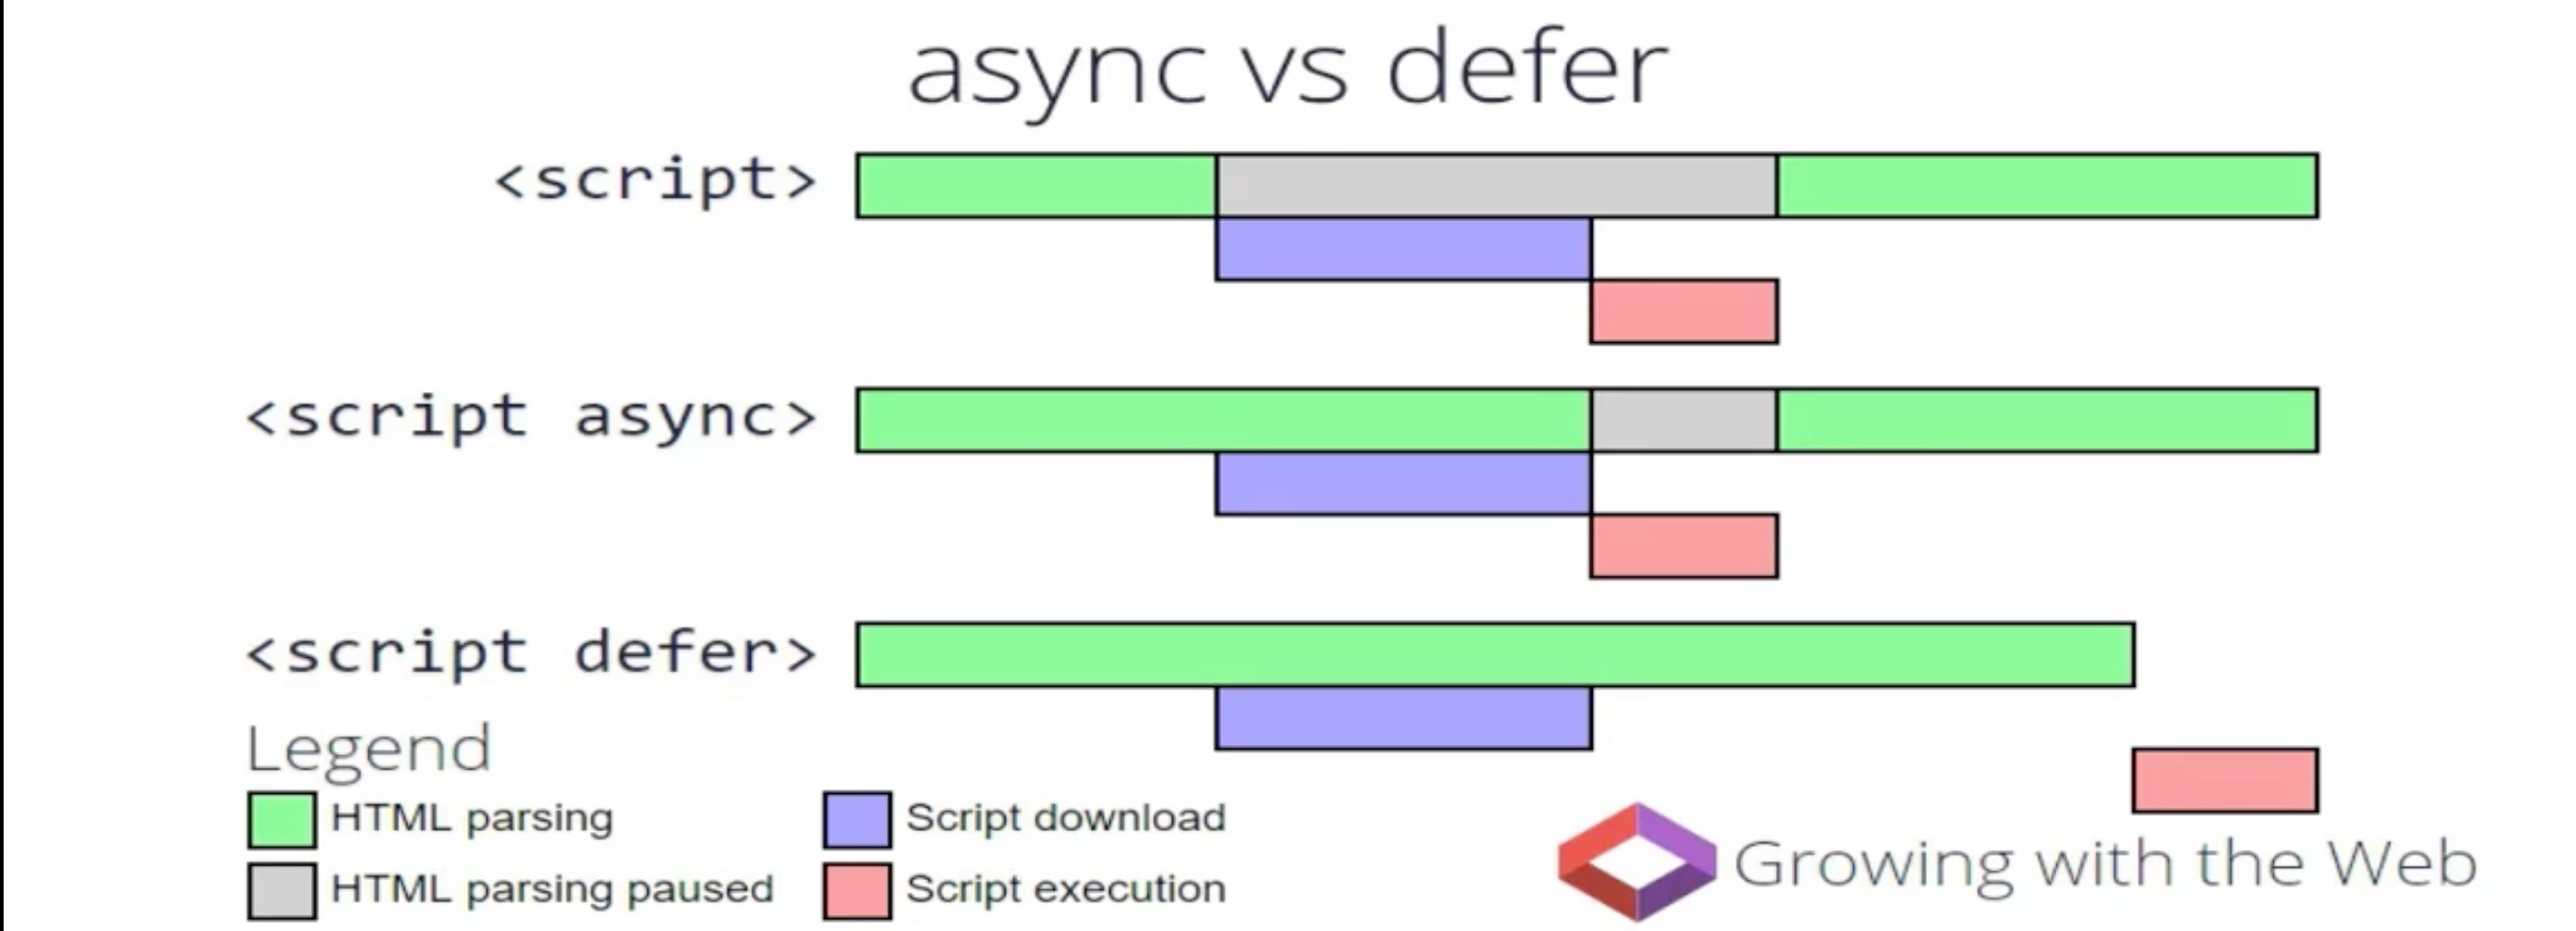 async vs defer
<script>
<script async>
<script defer>
Legend
HTML parsing
Script download
HTML parsing paused
Script execution
Growing with the Web